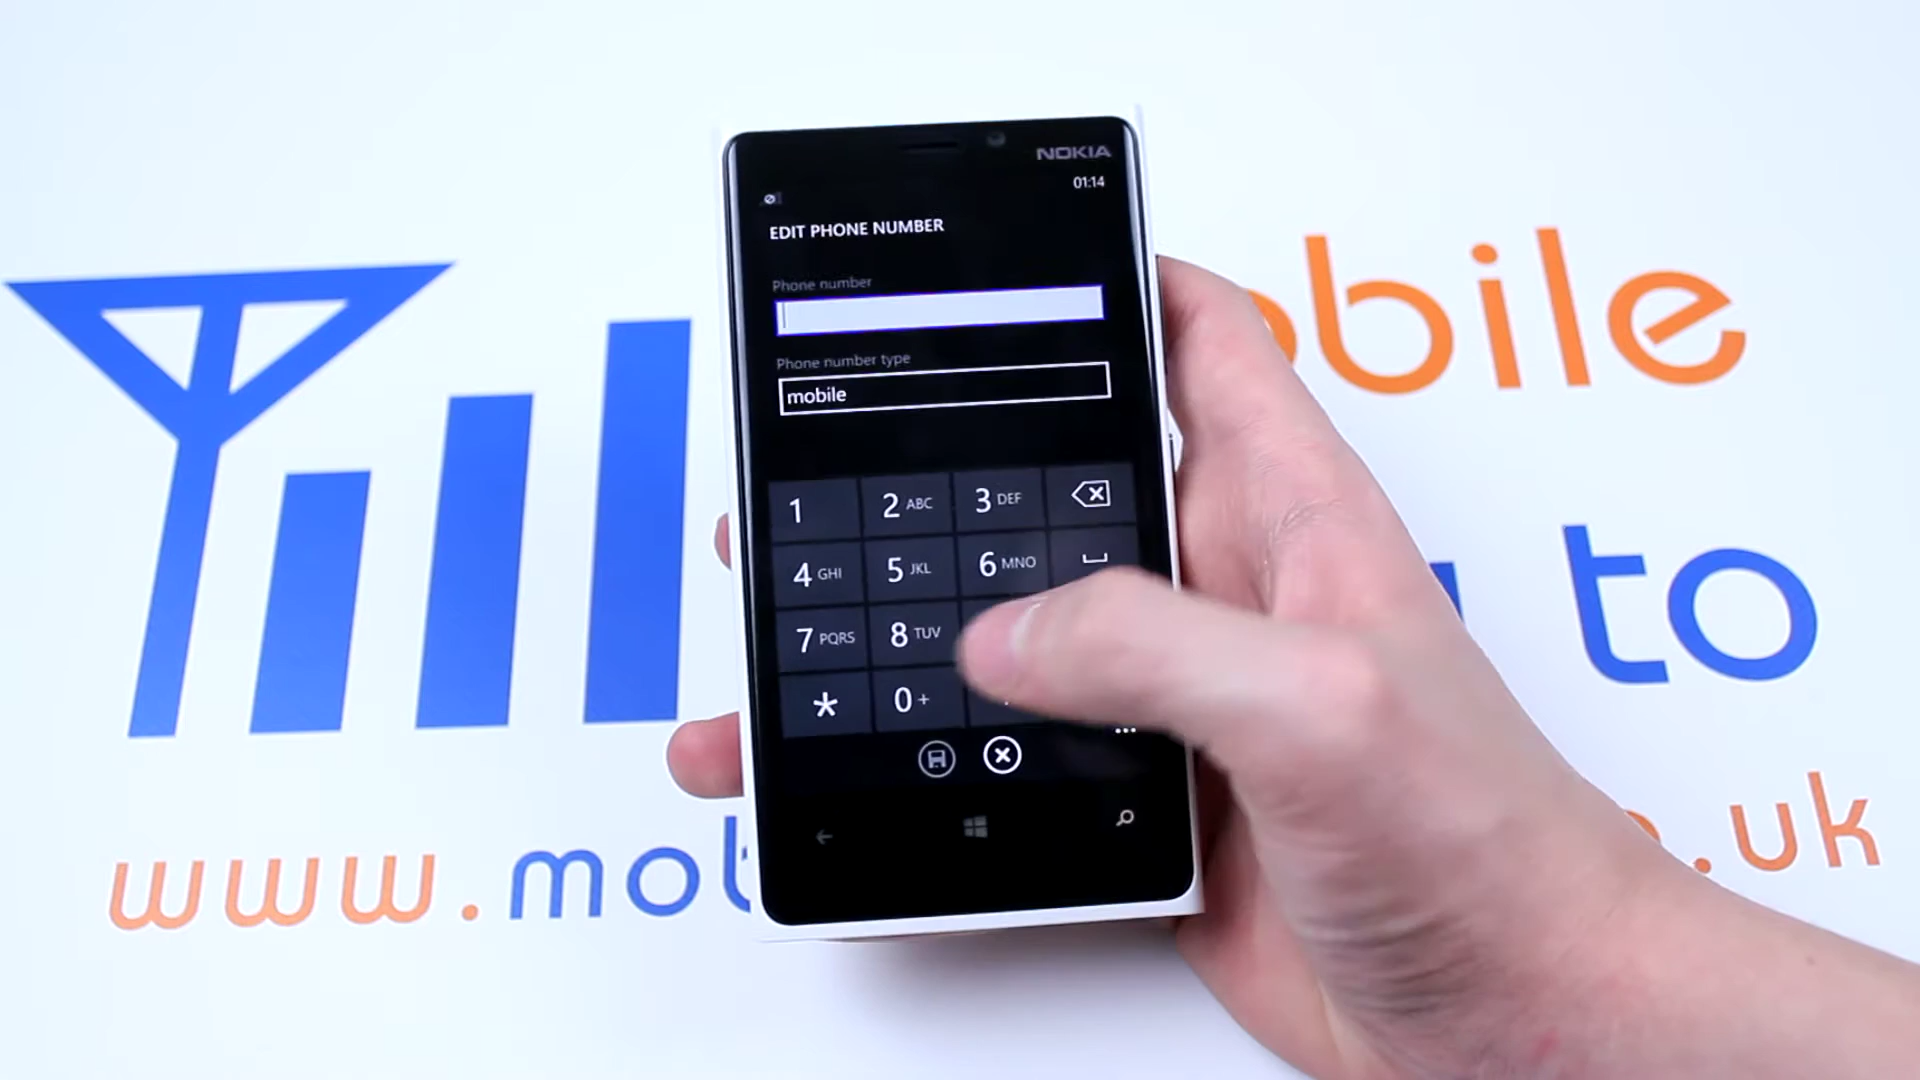 NOKIA
01:14
EDIT PHONE NUMBER
Phone number
Phone number type
mobile
1 2 ABC 3 DEF
4 GHI 5 JKL 6 MNO
7 PQRS 8 TUV
* 0 +
...
obile
to
www.mob
.uk